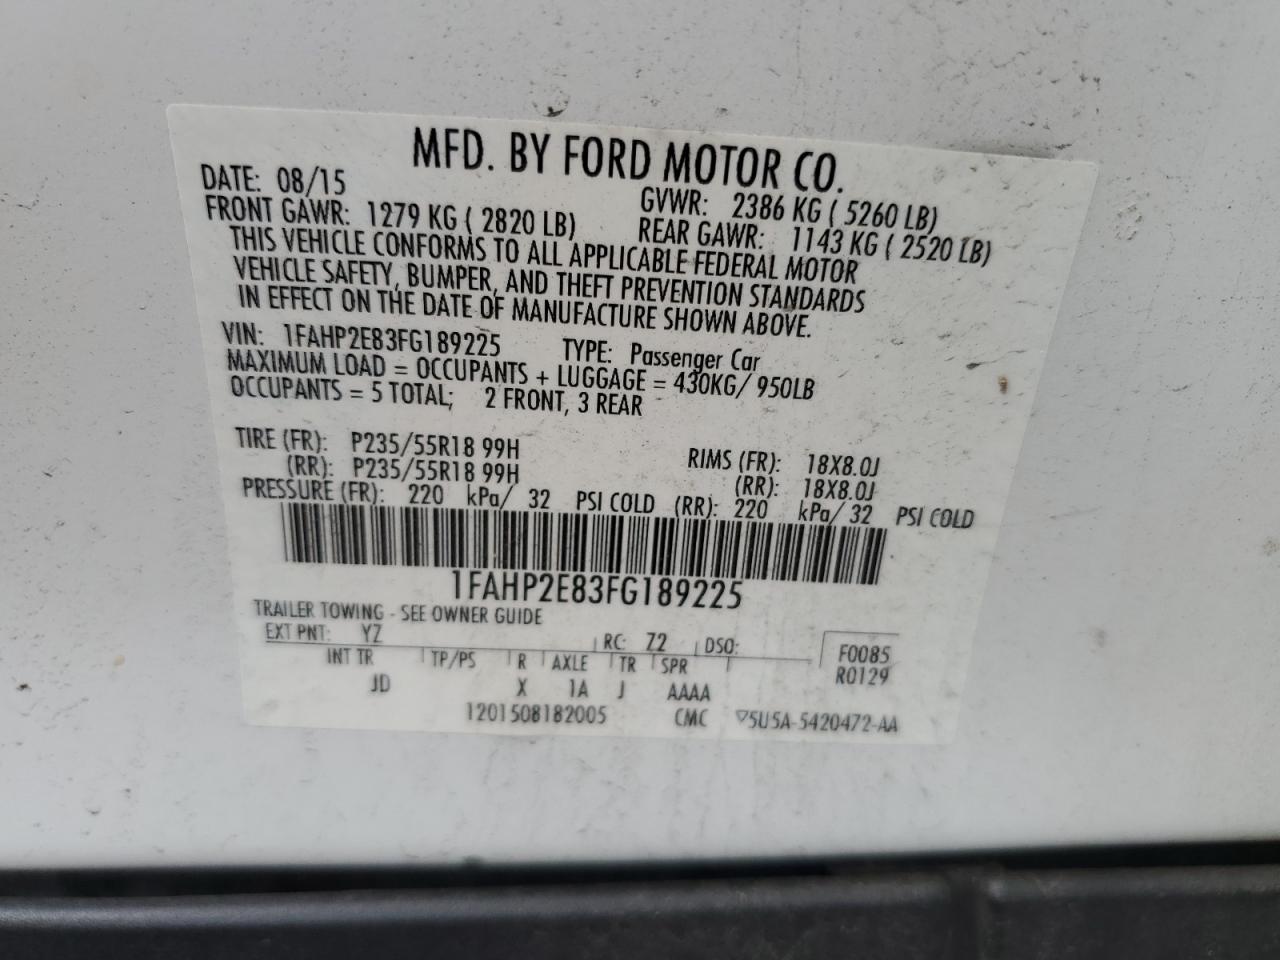 MFD. BY FORD MOTOR CO.
DATE: 08/15 GVWR: 2386 KG ( 5260 LB)
FRONT GAWR: 1279 KG ( 2820 LB) REAR GAWR: 1143 KG ( 2520 LB)
THIS VEHICLE CONFORMS TO ALL APPLICABLE FEDERAL MOTOR
VEHICLE SAFETY, BUMPER, AND THEFT PREVENTION STANDARDS
IN EFFECT ON THE DATE OF MANUFACTURE SHOWN ABOVE.
VIN: 1FAHP2E83FG189225 TYPE: Passenger Car
MAXIMUM LOAD = OCCUPANTS + LUGGAGE = 430KG/ 950LB
OCCUPANTS = 5 TOTAL; 2 FRONT, 3 REAR
TIRE (FR): P235/55R18 99H RIMS (FR): 18X8.0J
(RR): P235/55R18 99H (RR): 18X8.0J
PRESSURE (FR): 220 kPa/ 32 PSI COLD (RR): 220 kPa/ 32 PSI COLD
1FAHP2E83FG189225
TRAILER TOWING - SEE OWNER GUIDE
EXT PNT: YZ RC: 72 DSO: F0085
INT TR TP/PS R AXLE TR SPR R0129
JD X 1A J AAAA
1201508182005 CMC ▽5U5A-5420472-AA